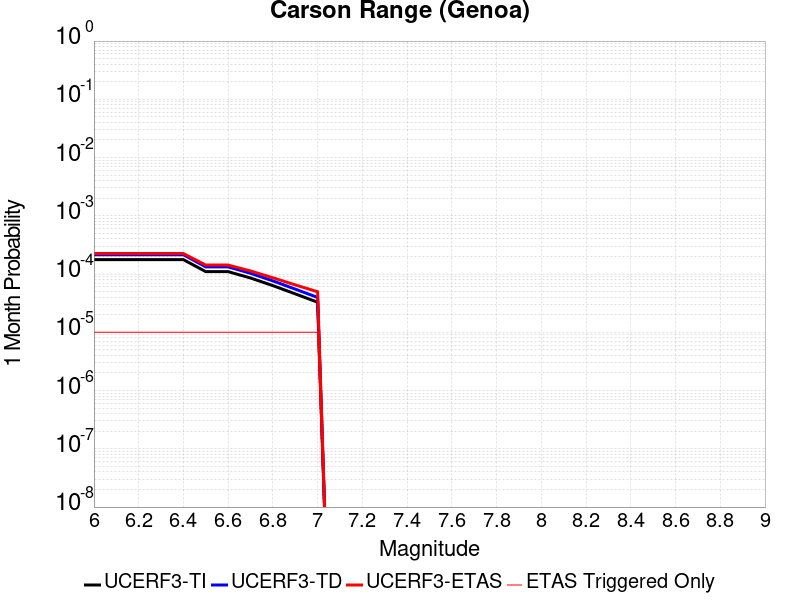 Carson Range (Genoa)
10^0
10^-1
10^-2
10^-3
10^-4
10^-5
10^-6
10^-7
10^-8
1 Month Probability
6 6.2 6.4 6.6 6.8 7 7.2 7.4 7.6 7.8 8 8.2 8.4 8.6 8.8 9
Magnitude
UCERF3-TI UCERF3-TD UCERF3-ETAS ETAS Triggered Only